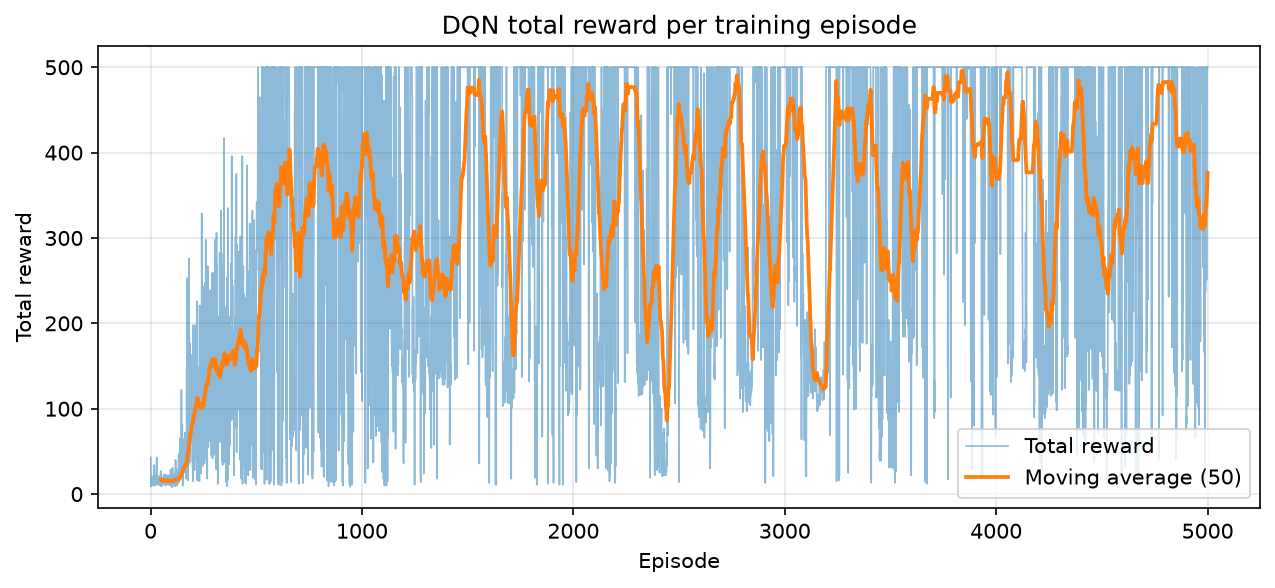 DQN total reward per training episode
Total reward
500
400
300
200
100
0
0 1000 2000 3000 4000 5000
Episode
Total reward
Moving average (50)